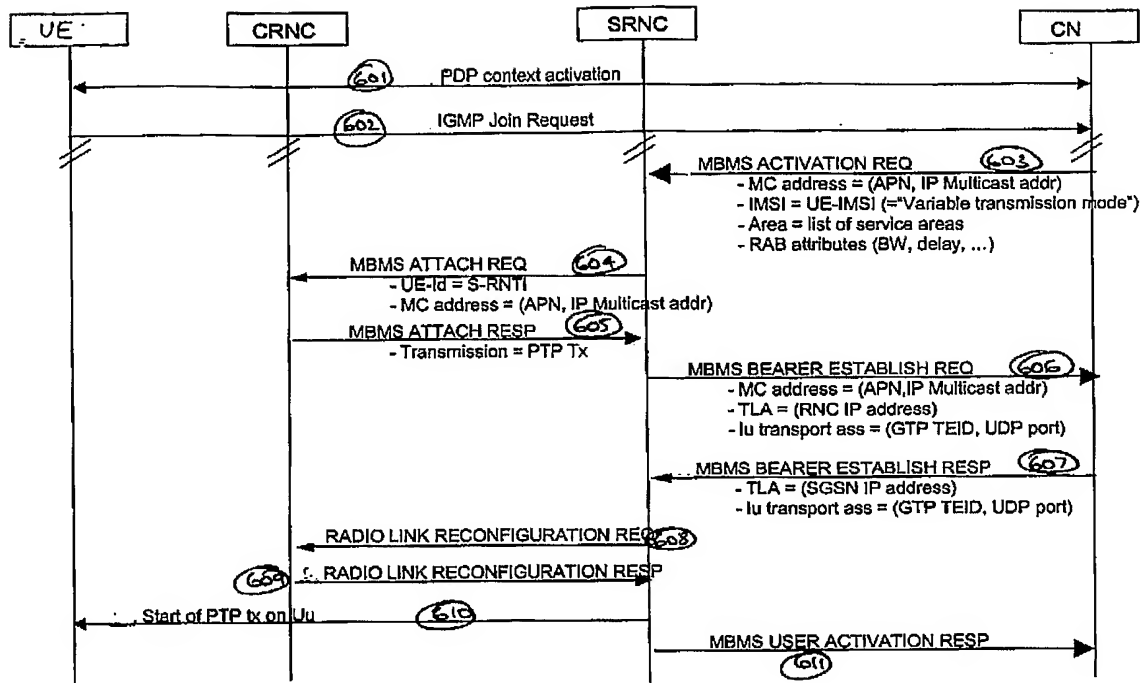 UE
CRNC
SRNC
CN
601
PDP context activation
602
IGMP Join Request
603
MBMS ACTIVATION REQ
- MC address = (APN, IP Multicast addr)
- IMSI = UE-IMSI (="Variable transmission mode")
- Area = list of service areas
- RAB attributes (BW, delay, ...)
604
MBMS ATTACH REQ
- UE-Id = S-RNTI
- MC address = (APN, IP Multicast addr)
605
MBMS ATTACH RESP
- Transmission = PTP Tx
606
MBMS BEARER ESTABLISH REQ
- MC address = (APN,IP Multicast addr)
- TLA = (RNC IP address)
- Iu transport ass = (GTP TEID, UDP port)
607
MBMS BEARER ESTABLISH RESP
- TLA = (SGSN IP address)
- Iu transport ass = (GTP TEID, UDP port)
RADIO LINK RECONFIGURATION REQ
608
609
RADIO LINK RECONFIGURATION RESP
Start of PTP tx on Uu
610
MBMS USER ACTIVATION RESP
611